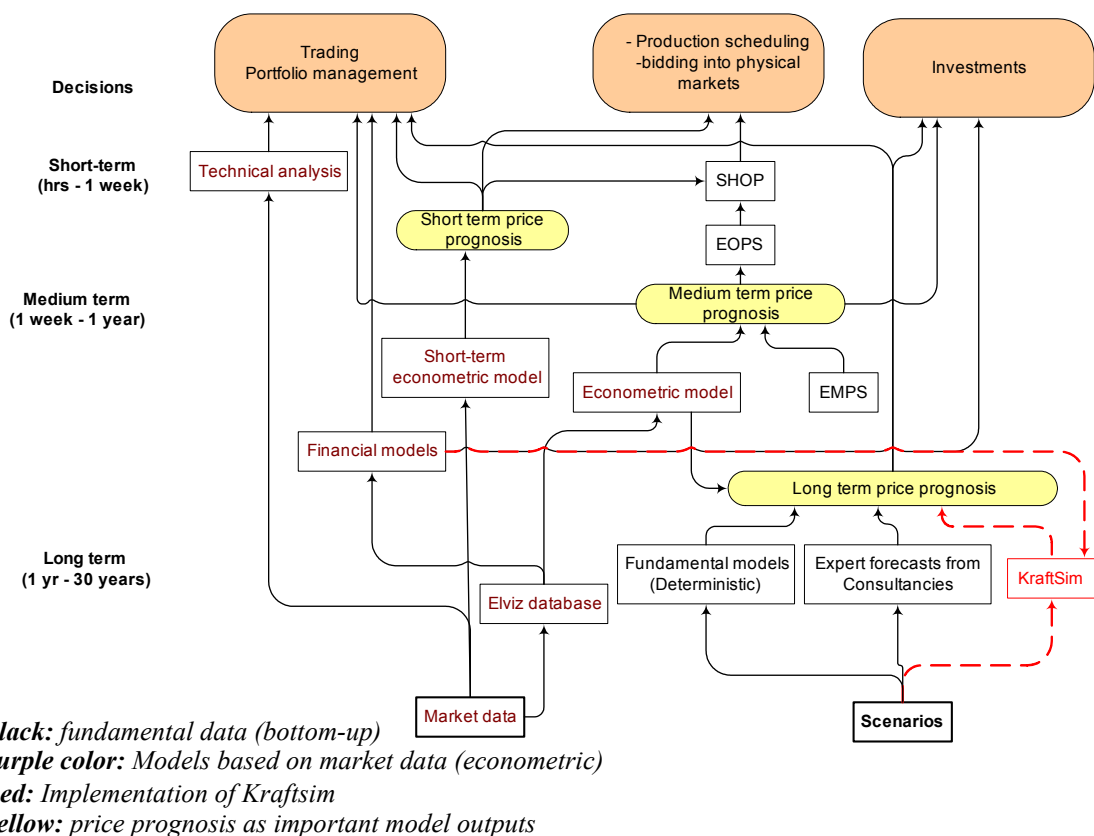 Trading
Portfolio management
- Production scheduling
-bidding into physical
markets
Investments
Decisions
Short-term
(hrs - 1 week)
Technical analysis
SHOP
Short term price
prognosis
EOPS
Medium term
(1 week - 1 year)
Medium term price
prognosis
Short-term
econometric model
Econometric model
EMPS
Financial models
Long term price prognosis
Long term
(1 yr - 30 years)
Fundamental models
(Deterministic)
Expert forecasts from
Consultancies
KraftSim
Elviz database
Market data
Scenarios
lack: fundamental data (bottom-up)
urple color: Models based on market data (econometric)
ed: Implementation of Kraftsim
ellow: price prognosis as important model outputs